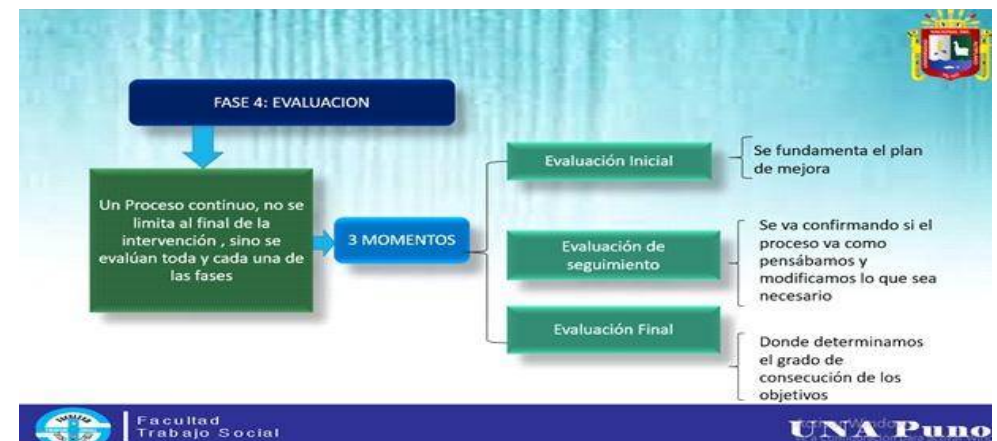 FASE 4: EVALUACION
Un Proceso continuo, no se
limita al final de la
intervención , sino se
evalúan toda y cada una de
las fases
3 MOMENTOS
Evaluación Inicial
Se fundamenta el plan
de mejora
Evaluación de
seguimiento
Se va confirmando si el
proceso va como
pensábamos y
modificamos lo que sea
necesario
Evaluación Final
Donde determinamos
el grado de
consecución de los
objetivos
Facultad
Trabajo Social
UNA Puno